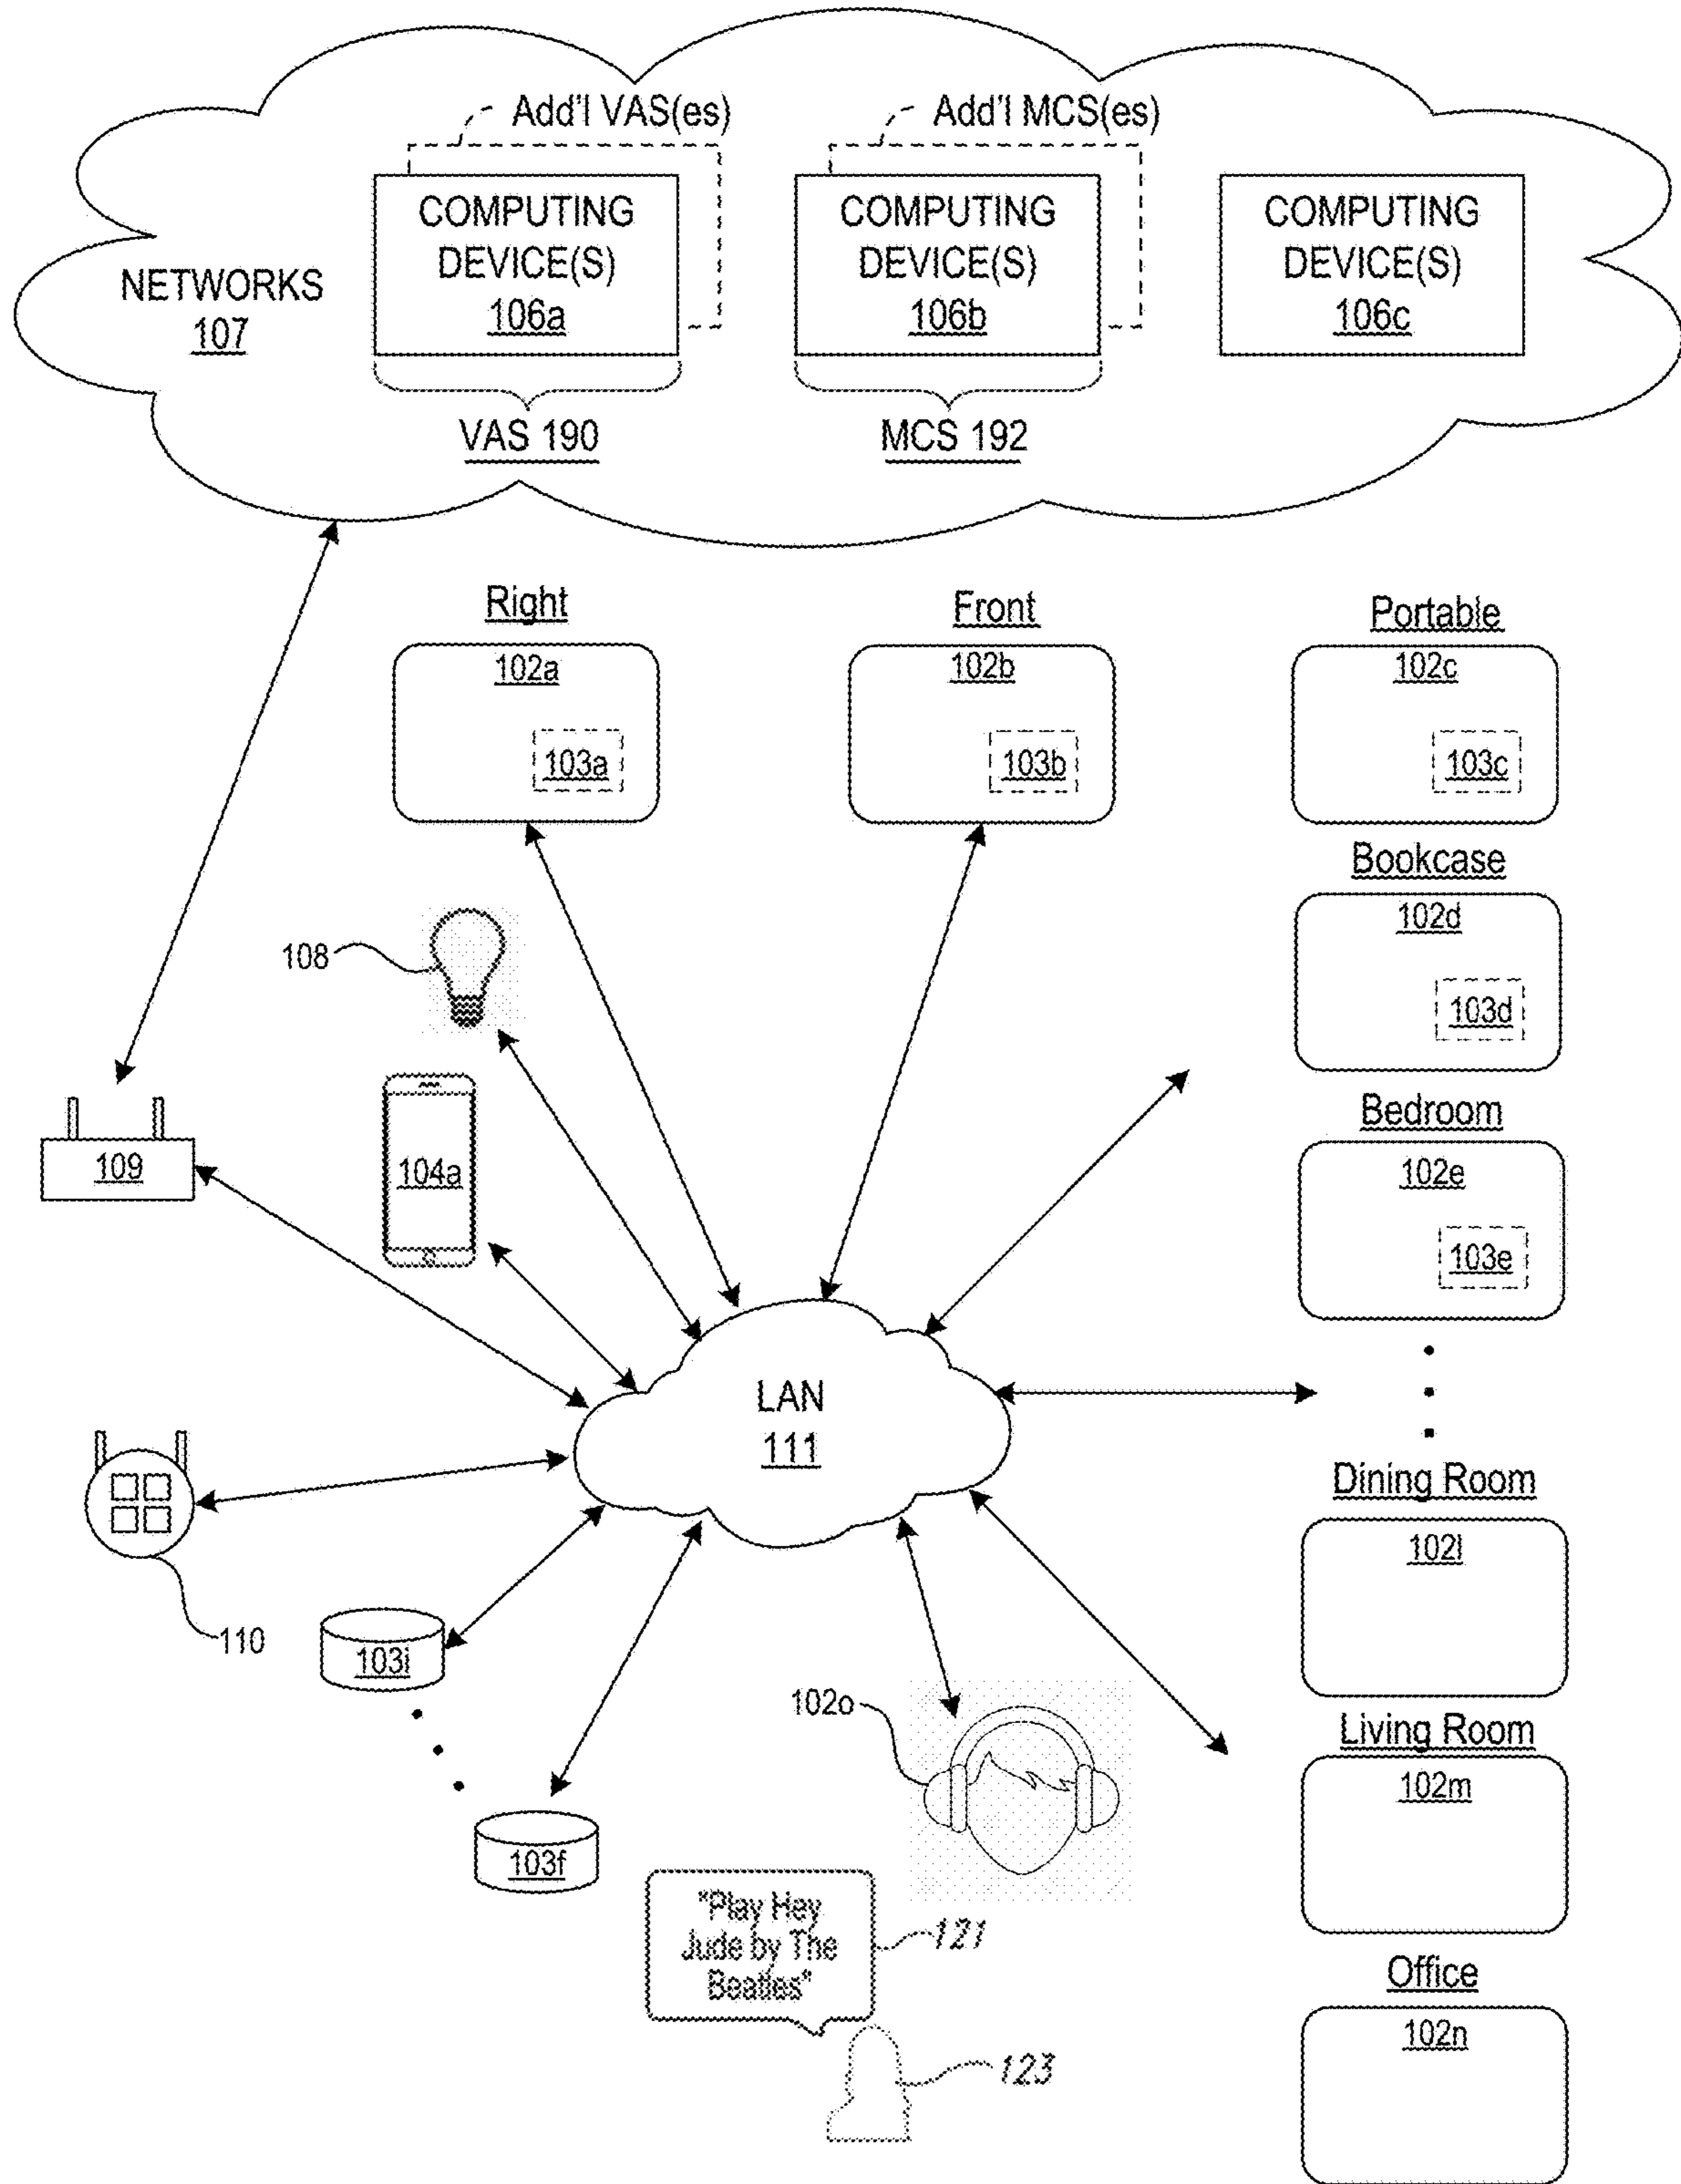 Add'l VAS(es)
Add'l MCS(es)
COMPUTING
DEVICE(S)
106a
COMPUTING
DEVICE(S)
106b
COMPUTING
DEVICE(S)
106c
NETWORKS
107
VAS 190
MCS 192
Right
102a
103a
Front
102b
103b
Portable
102c
103c
Bookcase
102d
103d
Bedroom
102e
103e
108
104a
109
LAN
111
110
103i
103f
102o
Dining Room
102l
Living Room
102m
Office
102n
"Play Hey
Jude by The
Beatles"
121
123